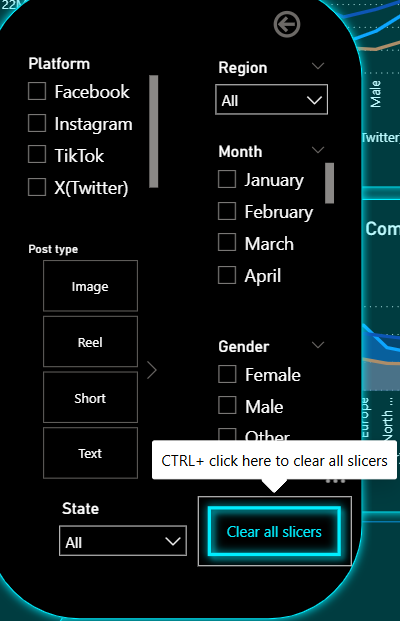 22M
Platform
Facebook
Instagram
TikTok
X(Twitter)
Region
All
Month
January
February
March
April
Post type
Image
Reel
Short
Text
Gender
Female
Male
Other
CTRL+ click here to clear all slicers
State
All
Clear all slicers
Male
Twitter)
Com
Europe
North ...